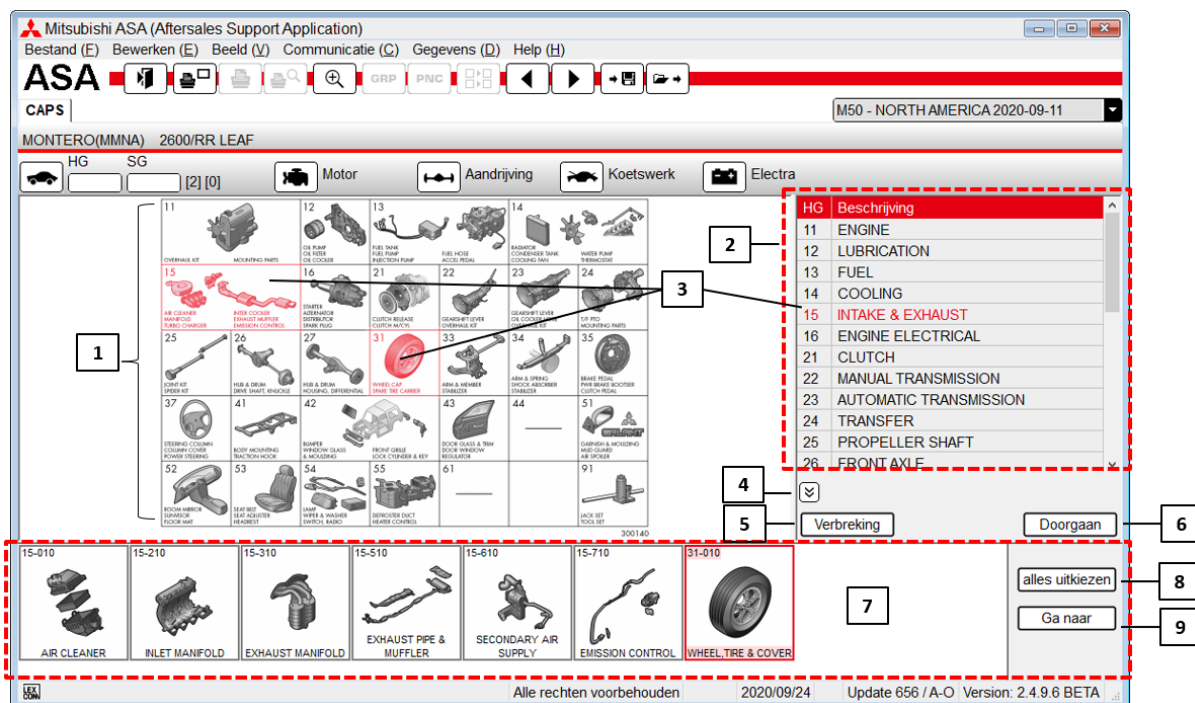 Mitsubishi ASA (Aftersales Support Application)
Bestand (F) Bewerken (E) Beeld (V) Communicatie (C) Gegevens (D) Help (H)
ASA
GRP
PNC
CAPS
M50 - NORTH AMERICA 2020-09-11
MONTERO(MMNA) 2600/RR LEAF
HG SG
[2] [0]
Motor
Aandrijving
Koetswerk
Electra
11
OVERHAUL KIT MOUNTING PARTS
12
OIL PUMP
OIL FILTER
OIL COOLER
13
FUEL TANK
FUEL PUMP
INJECTION PUMP
FUEL HOSE
ACCEL PEDAL
14
RADIATOR
CONDENSER TANK
COOLING FAN
WATER PUMP
THERMOSTAT
15
AIR CLEANER
MANIFOLD
TURBO CHARGER
INTER COOLER
EXHAUST MUFFLER
EMISSION CONTROL
16
STARTER
ALTERNATOR
DISTRIBUTOR
SPARK PLUG
21
CLUTCH RELEASE
CLUTCH M/CYL
22
GEARSHIFT LEVER
OVERHAUL KIT
23
GEARSHIFT LEVER
OIL COOLER
OVERHAUL KIT
24
T/F PTO
MOUNTING PARTS
25
JOINT KIT
SPIDER KIT
26
HUB & DRUM
DRIVE SHAFT, KNUCKLE
27
HUB & DRUM
HOUSING, DIFFERENTIAL
31
WHEEL CAP
SPARE TIRE CARRIER
33
ARM & MEMBER
STABILIZER
34
ARM & SPRING
SHOCK ABSORBER
STABILIZER
35
BRAKE PEDAL
PWR BRAKE BOOTSER
CLUTCH PEDAL
37
STEERING COLUMN
COLUMN COVER
POWER STEERING
41
BODY MOUNTING
TRACTION HOOK
42
BUMPER
WINDOW GLASS
& MOULDING
FRONT GRILLE
LOCK CYLINDER & KEY
43
DOOR GLASS & TRIM
DOOR WINDOW
REGULATOR
44
51
GALANT
GARNISH & MOULZING
MUD GUARD
AIR SPOILER
52
ROOM MIRROR
SUNVISOR
FLOOR MAT
53
SEAT BELT
SEAT ADJUSTER
HEADREST
54
LAMP
WIPER & WASHER
SWITCH, RADIO
55
DEFROSTER DUCT
HEATER CONTROL
61
91
JACK SET
TOOL SET
300140
1
2
3
HG Beschrijving
11 ENGINE
12 LUBRICATION
13 FUEL
14 COOLING
15 INTAKE & EXHAUST
16 ENGINE ELECTRICAL
21 CLUTCH
22 MANUAL TRANSMISSION
23 AUTOMATIC TRANSMISSION
24 TRANSFER
25 PROPELLER SHAFT
26 FRONT AXLE
4
5
Verbreking
Doorgaan
6
15-010
AIR CLEANER
15-210
INLET MANIFOLD
15-310
EXHAUST MANIFOLD
15-510
EXHAUST PIPE &
MUFFLER
15-610
SECONDARY AIR
SUPPLY
15-710
EMISSION CONTROL
31-010
WHEEL,TIRE & COVER
7
alles uitkiezen
8
Ga naar
9
LEX
COM
Alle rechten voorbehouden 2020/09/24 Update 656 / A-O Version: 2.4.9.6 BETA